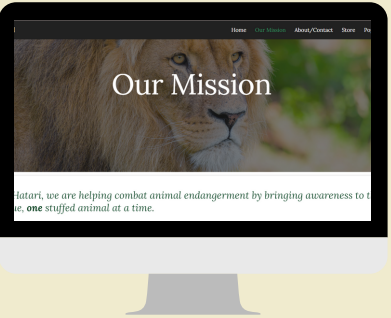 Home Our Mission About/Contact Store
Our Mission
Hatari, we are helping combat animal endangerment by bringing awareness to
one stuffed animal at a time.